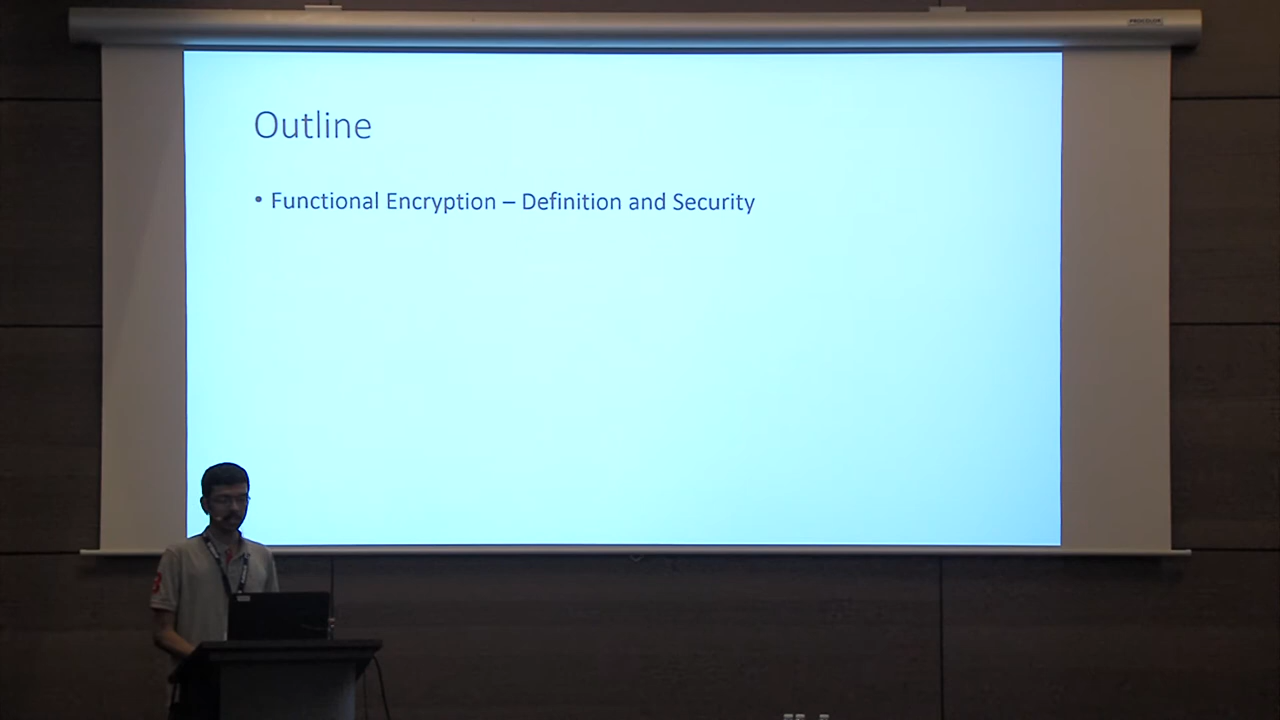 Outline
• Functional Encryption – Definition and Security